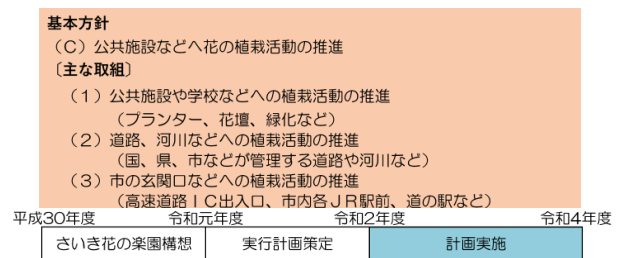 基本方針
（C）公共施設などへ花の植栽活動の推進
〔主な取組〕
（1）公共施設や学校などへの植栽活動の推進
（プランター、花壇、緑化など）
（2）道路、河川などへの植栽活動の推進
（国、県、市などが管理する道路や河川など）
（3）市の玄関口などへの植栽活動の推進
（高速道路ＩＣ出入口、市内各ＪＲ駅前、道の駅など）
平成30年度 令和元年度 令和2年度 令和4年度
さいき花の楽園構想 実行計画策定 計画実施